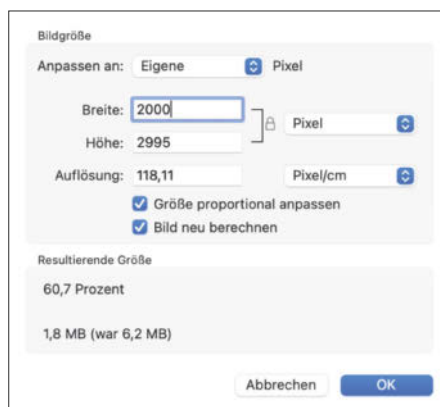 Bildgröße
Anpassen an: Eigene Pixel
Breite: 2000 Pixel
Höhe: 2995
Auflösung: 118,11 Pixel/cm
Größe proportional anpassen
Bild neu berechnen
Resultierende Größe
60,7 Prozent
1,8 MB (war 6,2 MB)
Abbrechen OK